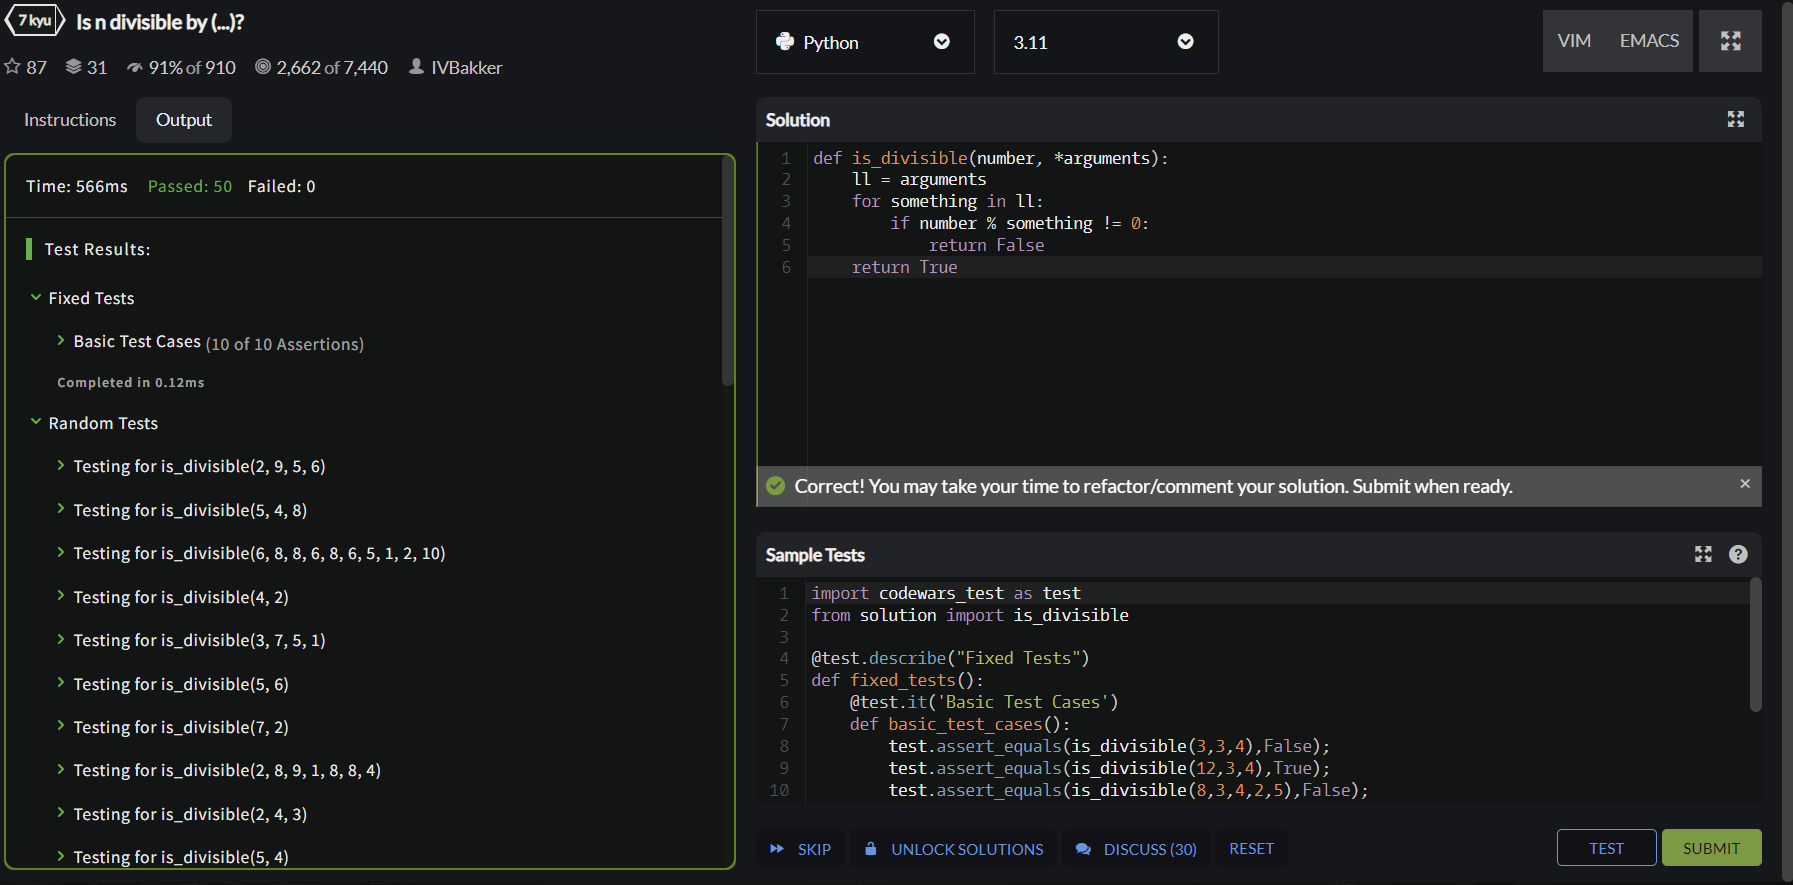 7 kyu Is n divisible by (...)?
87 31 91% of 910 2,662 of 7,440 IVBakker
Instructions Output
Time: 566ms Passed: 50 Failed: 0
Test Results:
Fixed Tests
Basic Test Cases (10 of 10 Assertions)
Completed in 0.12ms
Random Tests
Testing for is_divisible(2, 9, 5, 6)
Testing for is_divisible(5, 4, 8)
Testing for is_divisible(6, 8, 8, 6, 8, 6, 5, 1, 2, 10)
Testing for is_divisible(4, 2)
Testing for is_divisible(3, 7, 5, 1)
Testing for is_divisible(5, 6)
Testing for is_divisible(7, 2)
Testing for is_divisible(2, 8, 9, 1, 8, 8, 4)
Testing for is_divisible(2, 4, 3)
Testing for is_divisible(5, 4)
Python 3.11 VIM EMACS
Solution
1 def is_divisible(number, *arguments):
2 ll = arguments
3 for something in ll:
4 if number % something != 0:
5 return False
6 return True
Correct! You may take your time to refactor/comment your solution. Submit when ready. ×
Sample Tests ?
1 import codewars_test as test
2 from solution import is_divisible
3
4 @test.describe("Fixed Tests")
5 def fixed_tests():
6 @test.it('Basic Test Cases')
7 def basic_test_cases():
8 test.assert_equals(is_divisible(3,3,4),False);
9 test.assert_equals(is_divisible(12,3,4),True);
10 test.assert_equals(is_divisible(8,3,4,2,5),False);
SKIP UNLOCK SOLUTIONS DISCUSS (30) RESET TEST SUBMIT